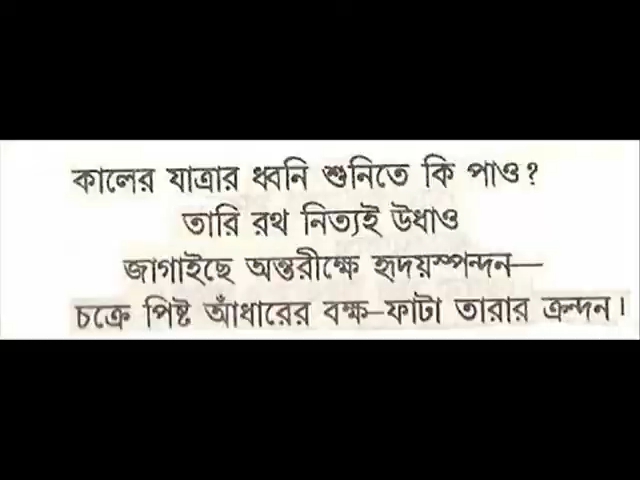 কালের যাত্রার ধ্বনি শুনিতে কি পাও?
তারি রথ নিত্যই উধাও
জাগাইছে অন্তরীক্ষে হৃদয়স্পন্দন—
চক্রে পিষ্ট আঁধারের বক্ষ-ফাটা তারার ক্রন্দন।